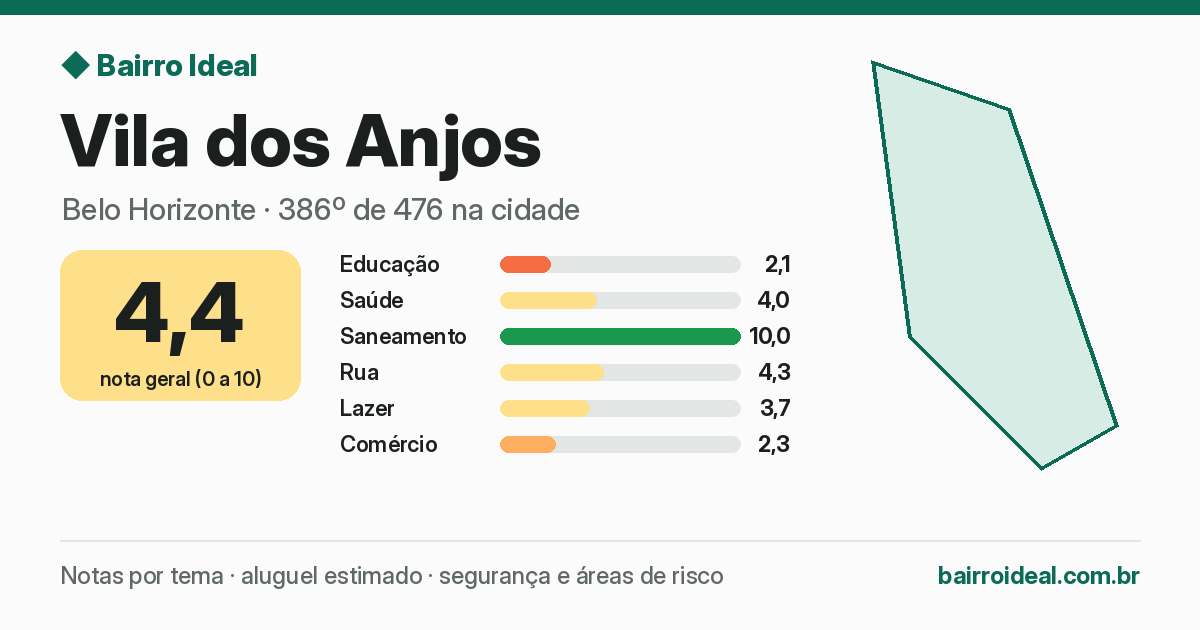 Bairro Ideal
Vila dos Anjos
Belo Horizonte · 386º de 476 na cidade
4,4
nota geral (0 a 10)
Educação 2,1
Saúde 4,0
Saneamento 10,0
Rua 4,3
Lazer 3,7
Comércio 2,3
Notas por tema · aluguel estimado · segurança e áreas de risco
bairroideal.com.br